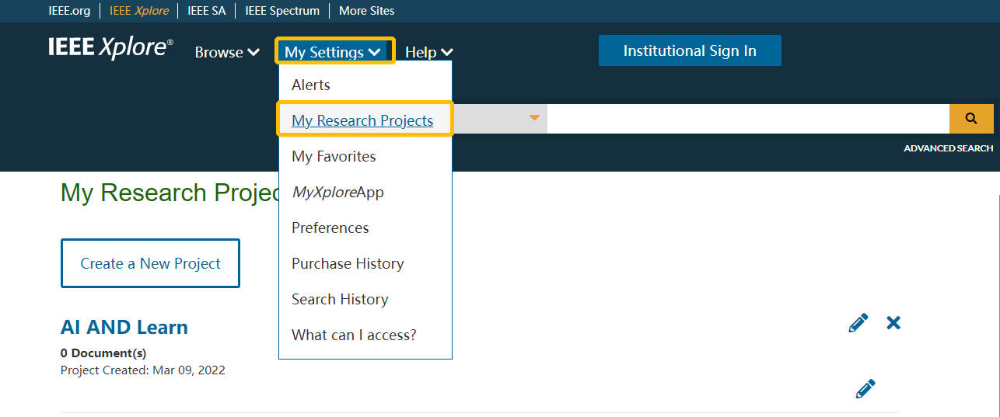 IEEE.org IEEE Xplore IEEE SA IEEE Spectrum More Sites
IEEE Xplore® Browse My Settings Help Institutional Sign In
Alerts
My Research Projects
ADVANCED SEARCH
My Favorites
MyXploreApp
Preferences
Purchase History
Search History
What can I access?
My Research Projec
Create a New Project
AI AND Learn
0 Document(s)
Project Created: Mar 09, 2022